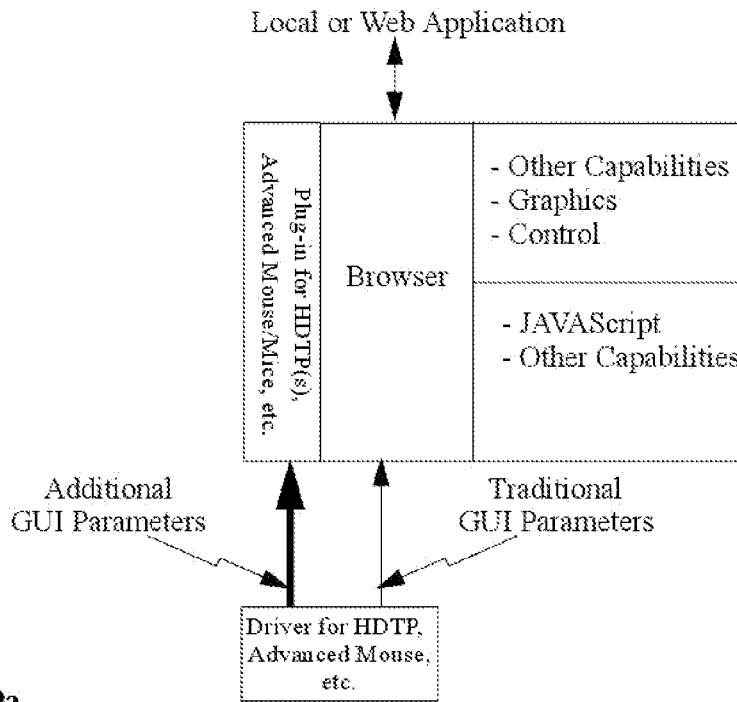 Local or Web Application
Plug-in for HDTP(s),
Advanced Mouse/Mice, etc.
Browser
- Other Capabilities
- Graphics
- Control
- JAVAScript
- Other Capabilities
Additional
GUI Parameters
Traditional
GUI Parameters
Driver for HDTP,
Advanced Mouse,
etc.